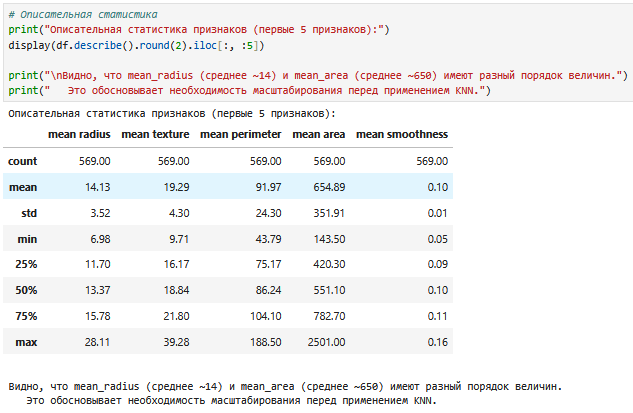 # Описательная статистика
print("Описательная статистика признаков (первые 5 признаков):")
display(df.describe().round(2).iloc[:, :5])
print("\nВидно, что mean_radius (среднее ~14) и mean_area (среднее ~650) имеют разный порядок величин.")
print("   Это обосновывает необходимость масштабирования перед применением KNN.")
Описательная статистика признаков (первые 5 признаков):
mean radius mean texture mean perimeter mean area mean smoothness
count 569.00 569.00 569.00 569.00 569.00
mean 14.13 19.29 91.97 654.89 0.10
std 3.52 4.30 24.30 351.91 0.01
min 6.98 9.71 43.79 143.50 0.05
25% 11.70 16.17 75.17 420.30 0.09
50% 13.37 18.84 86.24 551.10 0.10
75% 15.78 21.80 104.10 782.70 0.11
max 28.11 39.28 188.50 2501.00 0.16
Видно, что mean_radius (среднее ~14) и mean_area (среднее ~650) имеют разный порядок величин.
   Это обосновывает необходимость масштабирования перед применением KNN.